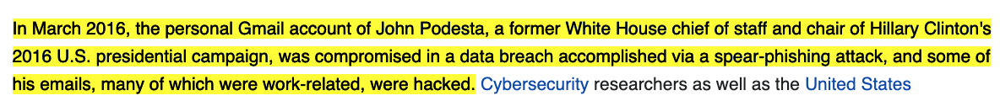 In March 2016, the personal Gmail account of John Podesta, a former White House chief of staff and chair of Hillary Clinton's
2016 U.S. presidential campaign, was compromised in a data breach accomplished via a spear-phishing attack, and some of
his emails, many of which were work-related, were hacked. Cybersecurity researchers as well as the United States